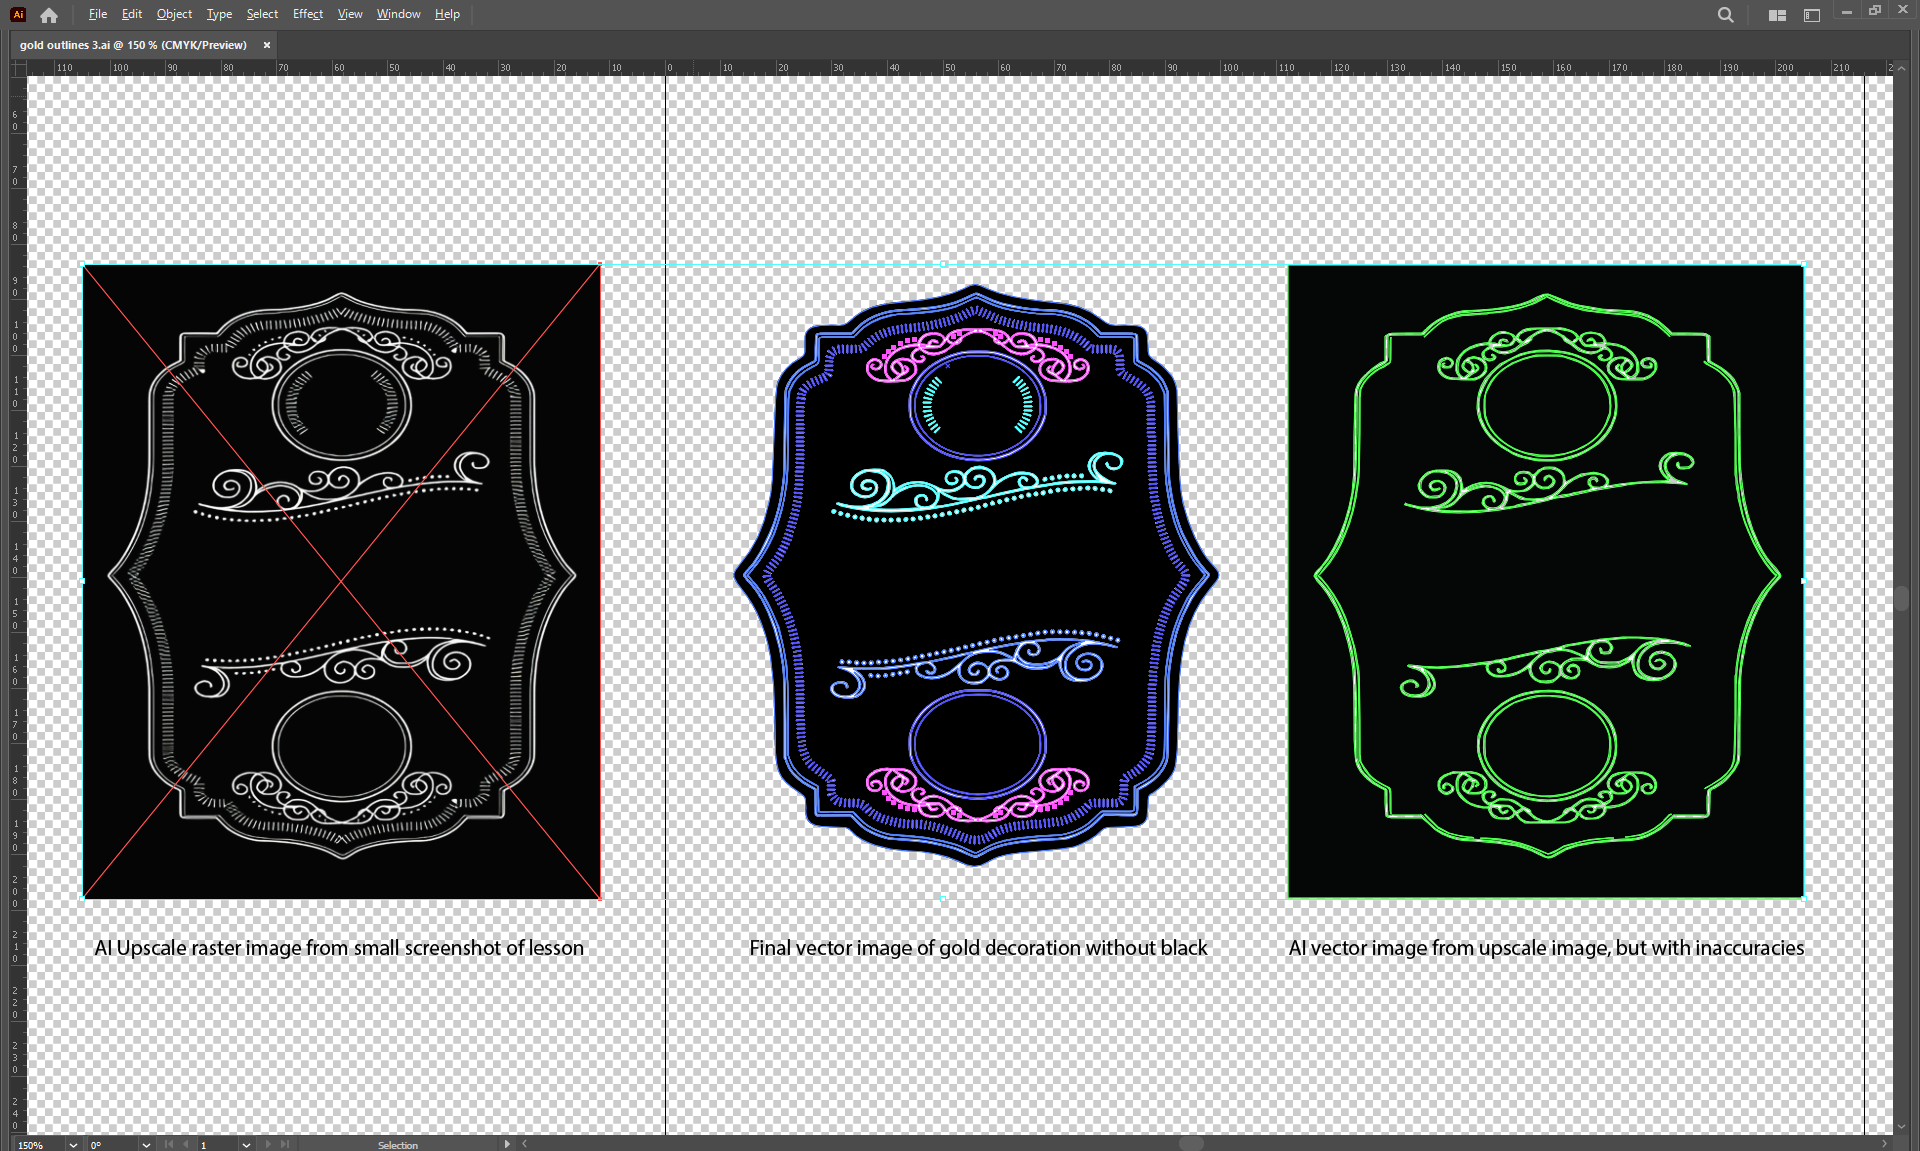 Ai File Edit Object Type Select Effect View Window Help
gold outlines 3.ai @ 150 % (CMYK/Preview) ×
110 100 90 80 70 60 50 40 30 20 10 0 10 20 30 40 50 60 70 80 90 100 110 120 130 140 150 160 170 180 190 200 210
60
70
80
90
100
110
120
130
140
150
160
170
180
190
200
210
220
230
240
AI Upscale raster image from small screenshot of lesson
Final vector image of gold decoration without black
AI vector image from upscale image, but with inaccuracies
150% 0° 1 Selection